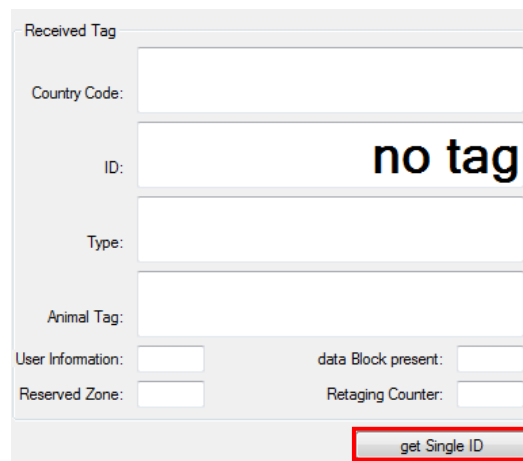 Received Tag
Country Code:
ID: no tag
Type:
Animal Tag:
User Information: data Block present:
Reserved Zone: Retaging Counter:
get Single ID